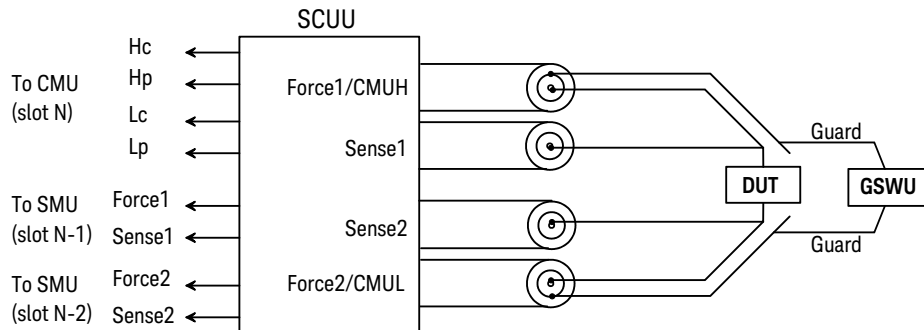 SCUU
Hc
Hp
Lc
Lp
To CMU
(slot N)
Force1/CMUH
Sense1
Sense2
Force2/CMUL
To SMU
(slot N-1)
Force1
Sense1
To SMU
(slot N-2)
Force2
Sense2
Guard
DUT
GSWU
Guard